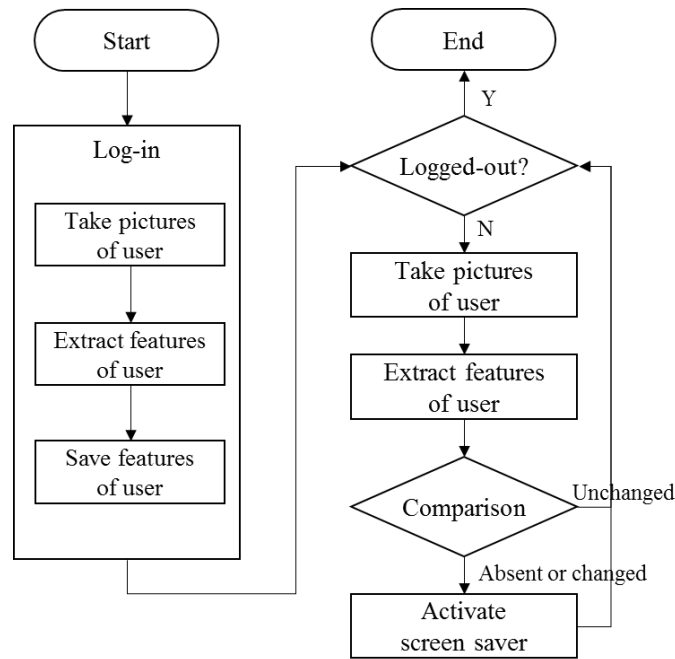 Start
Log-in
Take pictures
of user
Extract features
of user
Save features
of user
End
Y
Logged-out?
N
Take pictures
of user
Extract features
of user
Comparison
Unchanged
Absent or changed
Activate
screen saver